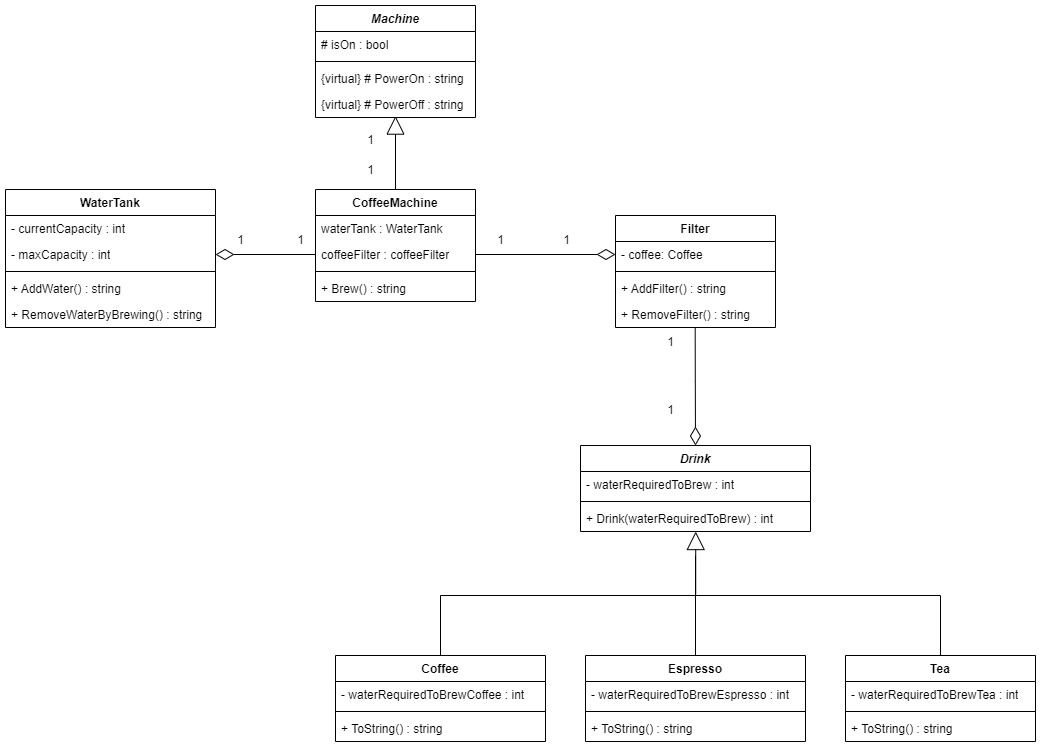 Machine
# isOn : bool
{virtual} # PowerOn : string
{virtual} # PowerOff : string
1
1
WaterTank
- currentCapacity : int
- maxCapacity : int
+ AddWater() : string
+ RemoveWaterByBrewing() : string
1
1
CoffeeMachine
waterTank : WaterTank
coffeeFilter : coffeeFilter
+ Brew() : string
1
1
Filter
- coffee: Coffee
+ AddFilter() : string
+ RemoveFilter() : string
1
1
Drink
- waterRequiredToBrew : int
+ Drink(waterRequiredToBrew) : int
Coffee
- waterRequiredToBrewCoffee : int
+ ToString() : string
Espresso
- waterRequiredToBrewEspresso : int
+ ToString() : string
Tea
- waterRequiredToBrewTea : int
+ ToString() : string